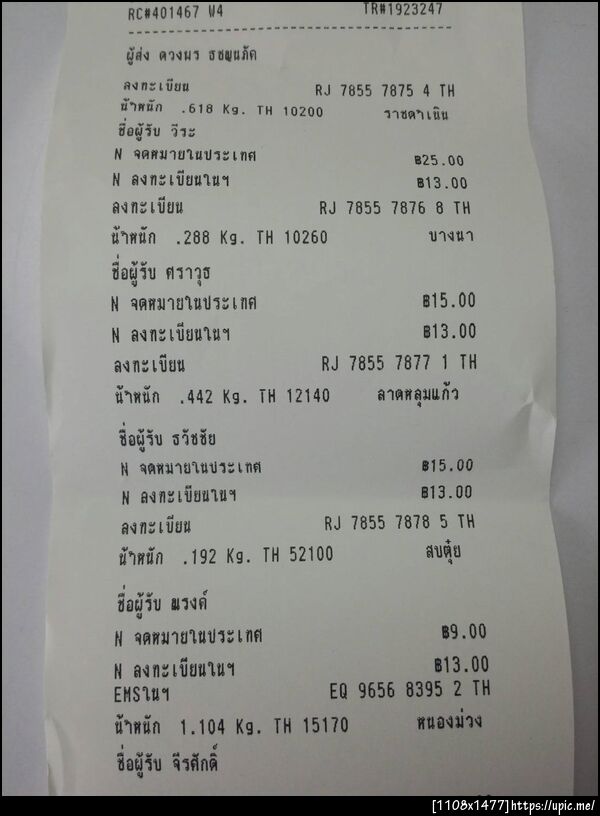 RC#401467 W4 TR#1923247
ผู้ส่ง ดวงพร
ลงทะเบียน RJ 7855 7875 4 TH
น้ำหนัก .618 Kg. TH 10200 ราชดำเนิน
ชื่อผู้รับ วีระ
N จดหมายในประเทศ ฿25.00
N ลงทะเบียนในฯ ฿13.00
ลงทะเบียน RJ 7855 7876 8 TH
น้ำหนัก .288 Kg. TH 10260 บางนา
ชื่อผู้รับ ศราวุธ
N จดหมายในประเทศ ฿15.00
N ลงทะเบียนในฯ ฿13.00
ลงทะเบียน RJ 7855 7877 1 TH
น้ำหนัก .442 Kg. TH 12140 ลาดหลุมแก้ว
ชื่อผู้รับ ธวัชชัย
N จดหมายในประเทศ ฿15.00
N ลงทะเบียนในฯ ฿13.00
ลงทะเบียน RJ 7855 7878 5 TH
น้ำหนัก .192 Kg. TH 52100 สบตุ๋ย
ชื่อผู้รับ ณรงค์
N จดหมายในประเทศ ฿9.00
N ลงทะเบียนในฯ ฿13.00
EMSในฯ EQ 9656 8395 2 TH
น้ำหนัก 1.104 Kg. TH 15170 หนองม่วง
ชื่อผู้รับ จีรศักดิ์
[1108x1477]https://upic.me/